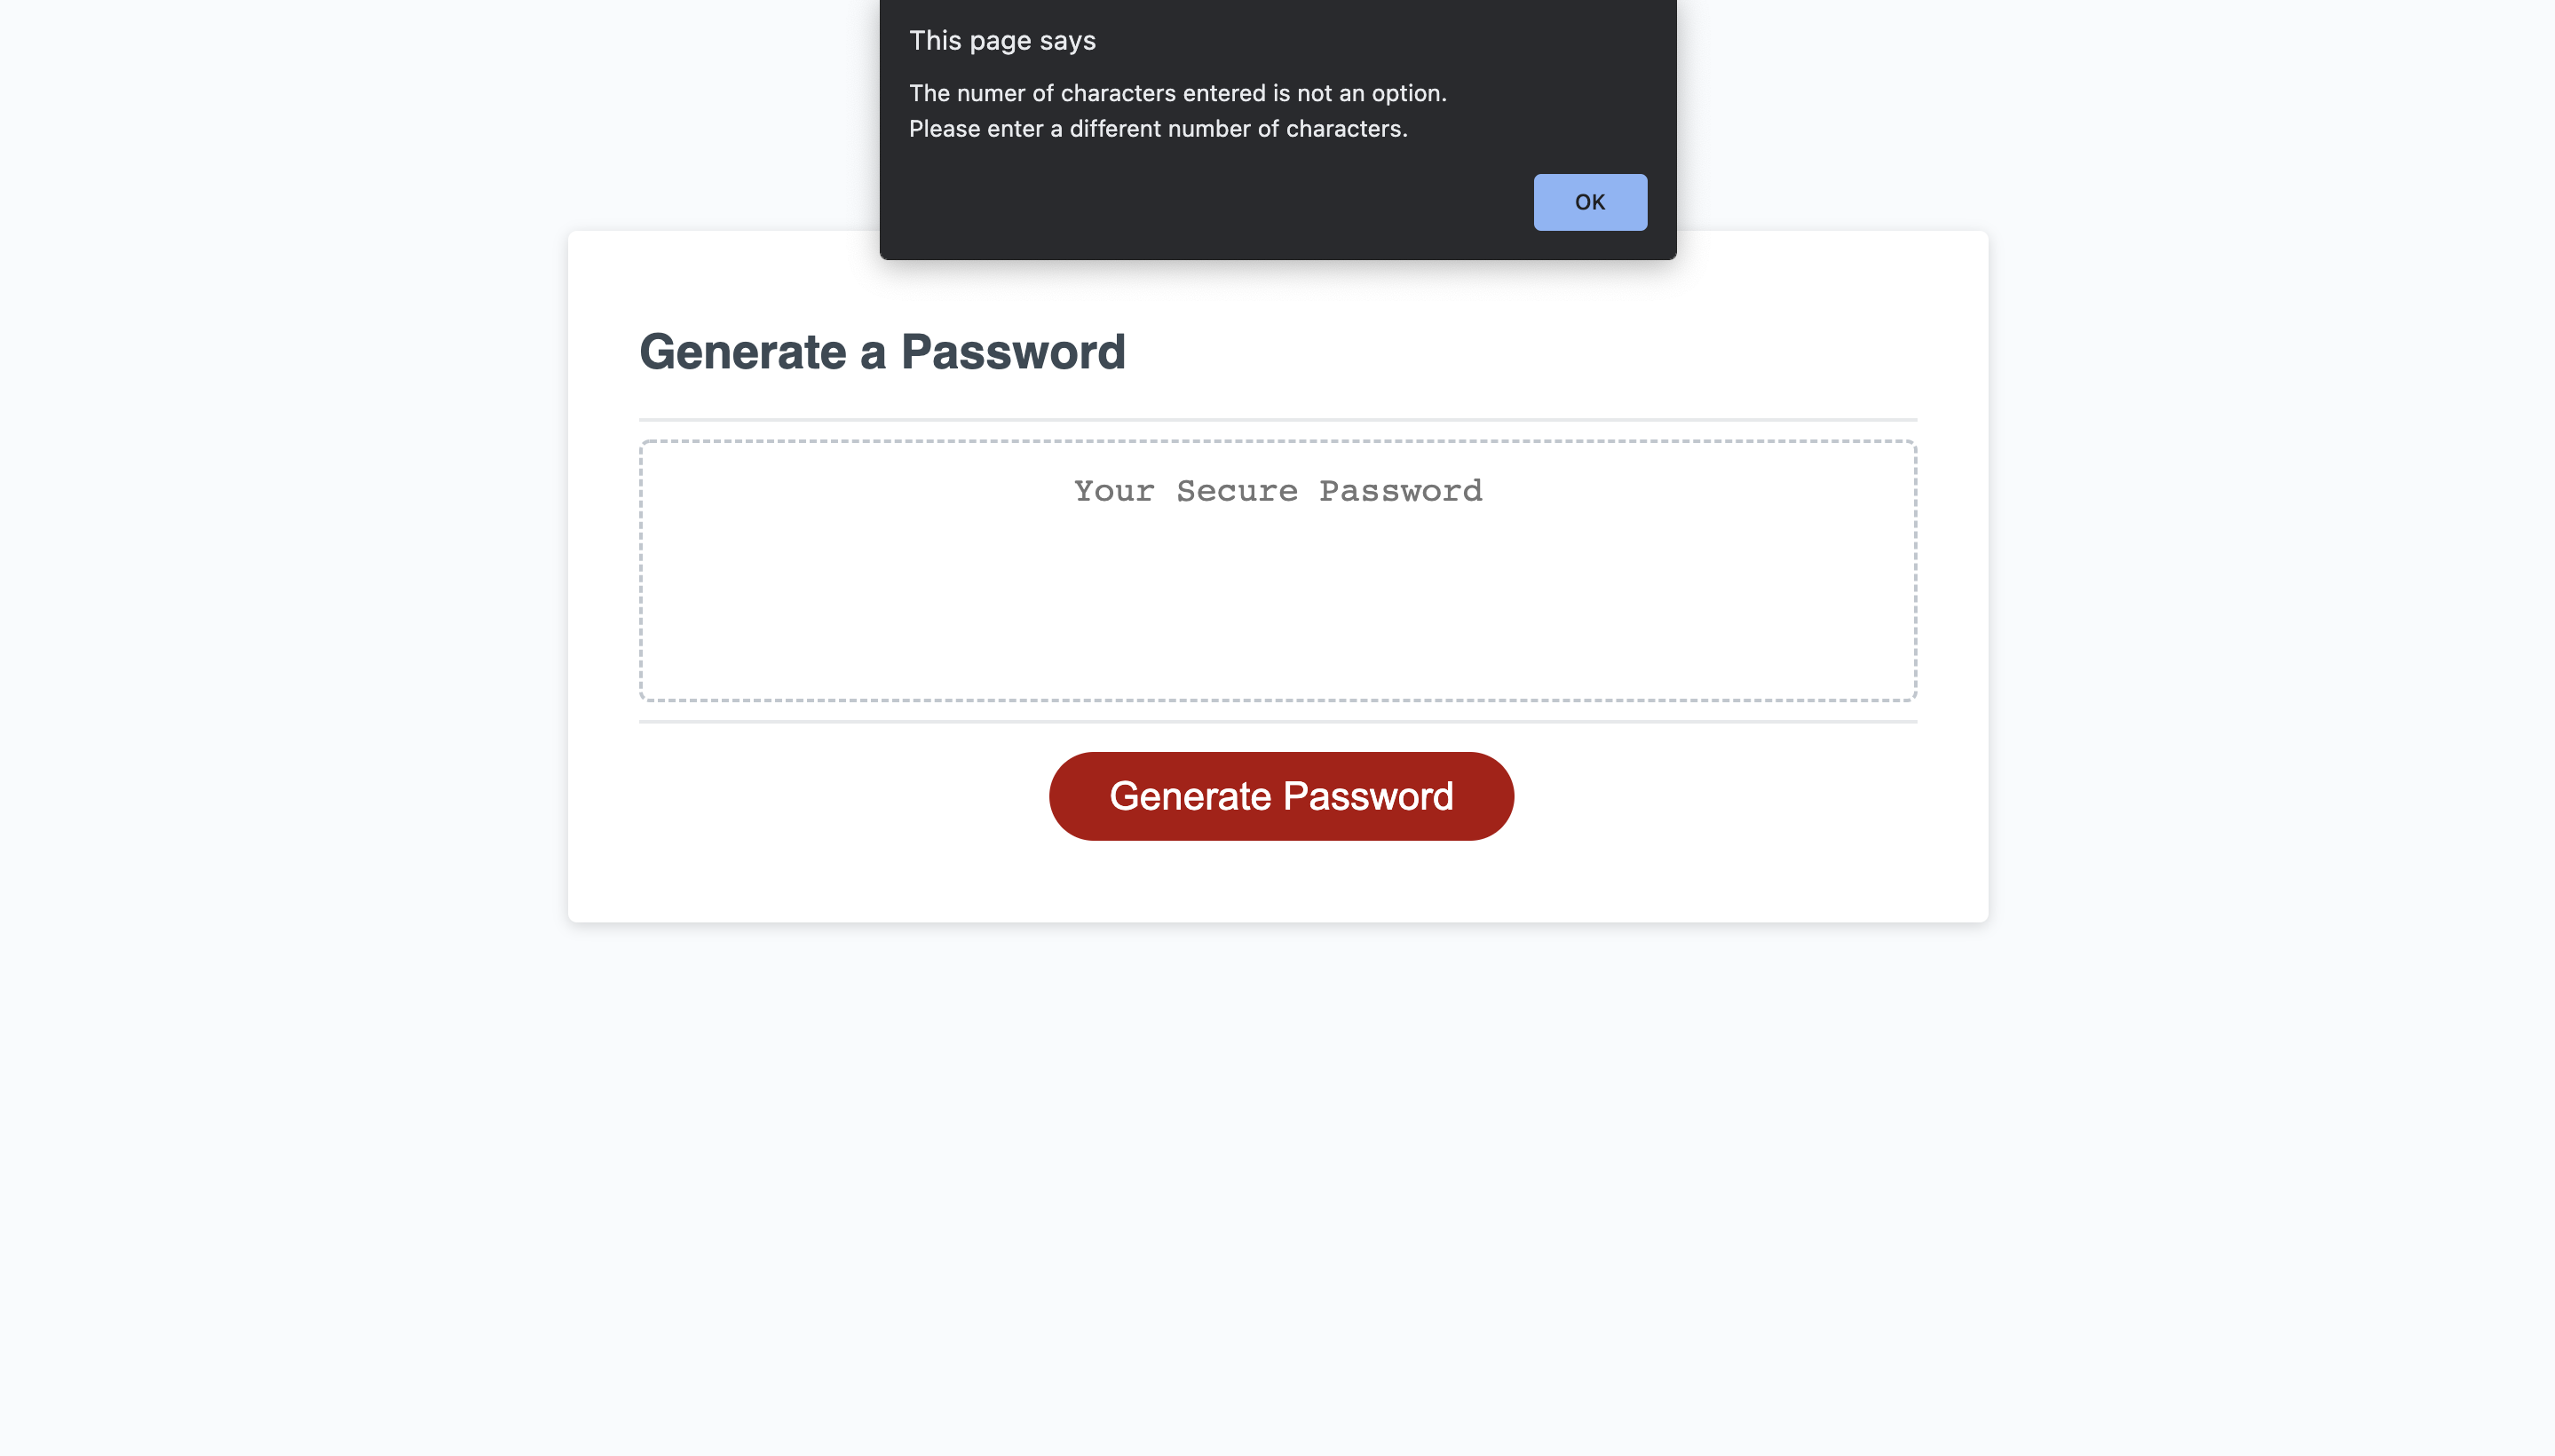 This page says
The numer of characters entered is not an option.
Please enter a different number of characters.
OK
Generate a Password
Your Secure Password
Generate Password